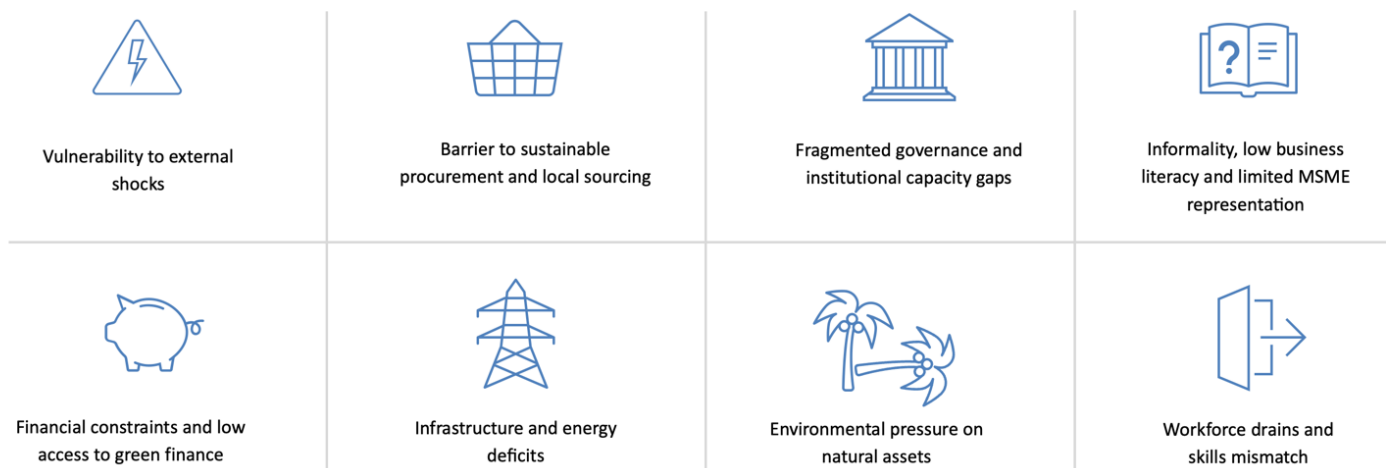 Vulnerability to external
shocks
Barrier to sustainable
procurement and local sourcing
Fragmented governance and
institutional capacity gaps
?
Informality, low business
literacy and limited MSME
representation
Financial constraints and low
access to green finance
Infrastructure and energy
deficits
Environmental pressure on
natural assets
Workforce drains and
skills mismatch